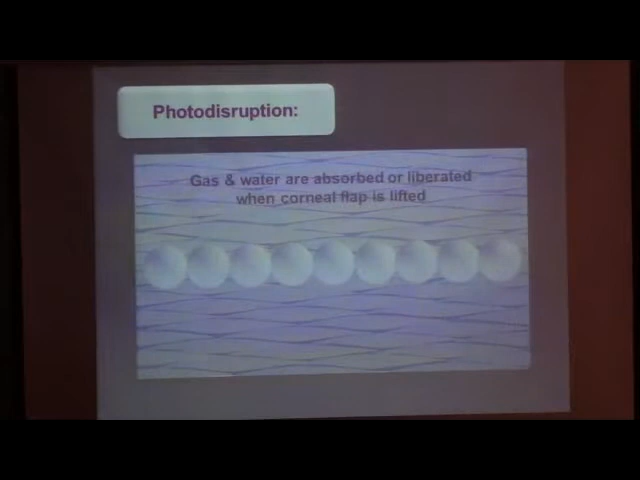 Photodisruption:
Gas & water are absorbed or liberated
when corneal flap is lifted